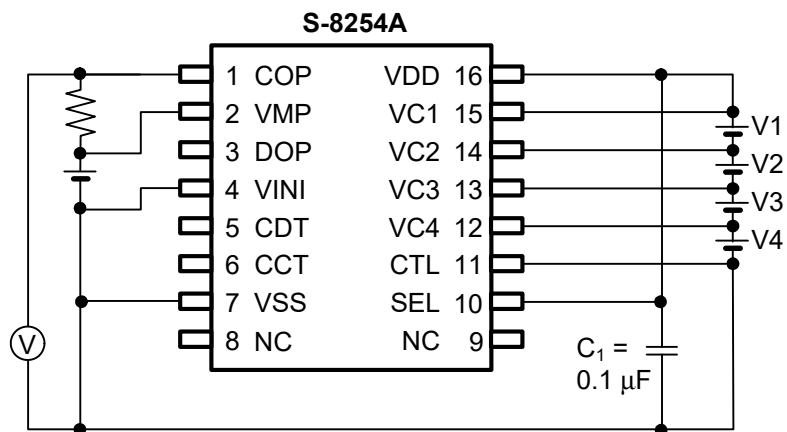 S-8254A
1 COP VDD 16
2 VMP VC1 15
3 DOP VC2 14
4 VINI VC3 13
5 CDT VC4 12
6 CCT CTL 11
7 VSS SEL 10
8 NC NC 9
V1
V2
V3
V4
V
C₁ =
0.1 μF